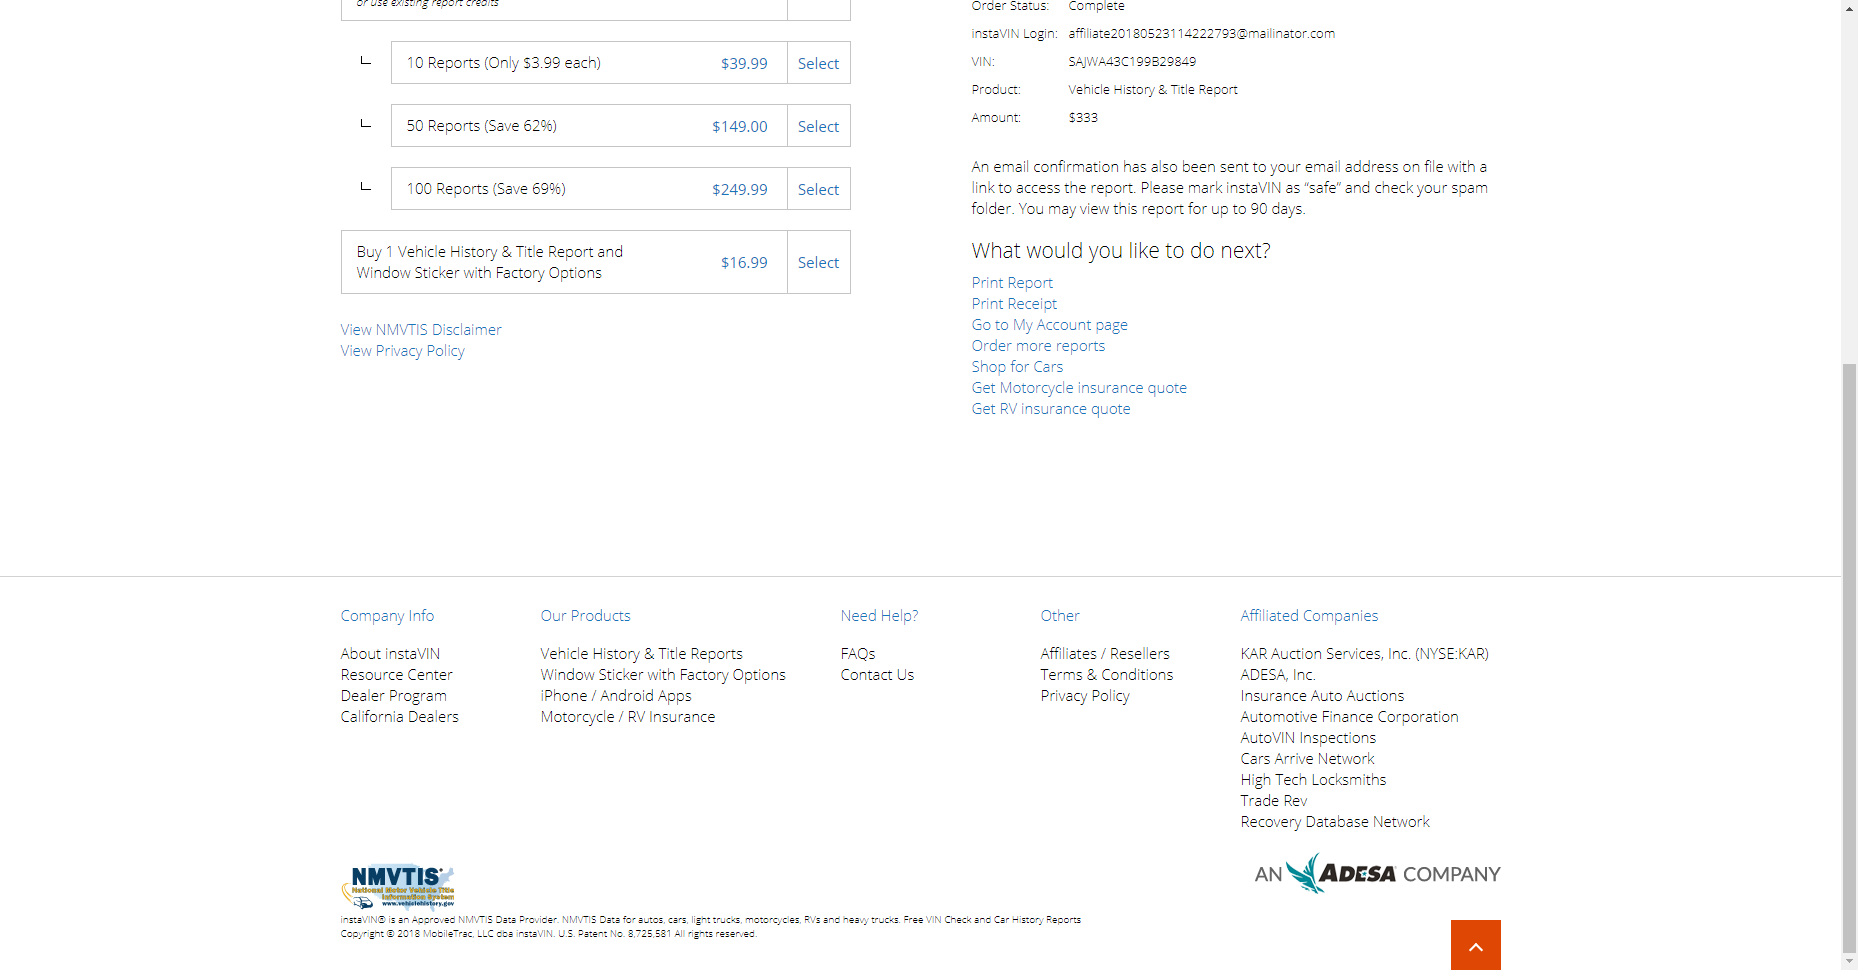 or use existing report credits
10 Reports (Only $3.99 each) $39.99 Select
50 Reports (Save 62%) $149.00 Select
100 Reports (Save 69%) $249.99 Select
Buy 1 Vehicle History & Title Report and
Window Sticker with Factory Options
$16.99 Select
View NMVTIS Disclaimer
View Privacy Policy
Order Status: Complete
instaVIN Login: affiliate20180523114222793@mailinator.com
VIN: SAJWA43C199B29849
Product: Vehicle History & Title Report
Amount: $333
An email confirmation has also been sent to your email address on file with a
link to access the report. Please mark instaVIN as “safe” and check your spam
folder. You may view this report for up to 90 days.
What would you like to do next?
Print Report
Print Receipt
Go to My Account page
Order more reports
Shop for Cars
Get Motorcycle insurance quote
Get RV insurance quote
Company Info
About instaVIN
Resource Center
Dealer Program
California Dealers
Our Products
Vehicle History & Title Reports
Window Sticker with Factory Options
iPhone / Android Apps
Motorcycle / RV Insurance
Need Help?
FAQs
Contact Us
Other
Affiliates / Resellers
Terms & Conditions
Privacy Policy
Affiliated Companies
KAR Auction Services, Inc. (NYSE:KAR)
ADESA, Inc.
Insurance Auto Auctions
Automotive Finance Corporation
AutoVIN Inspections
Cars Arrive Network
High Tech Locksmiths
Trade Rev
Recovery Database Network
NMVTIS
National Motor Vehicle Title
Information System
www.vehiclehistory.gov
AN ADESA COMPANY
instaVIN® is an Approved NMVTIS Data Provider. NMVTIS Data for autos, cars, light trucks, motorcycles, RVs and heavy trucks. Free VIN Check and Car History Reports
Copyright © 2018 MobileTrac, LLC dba instaVIN. U.S. Patent No. 8,725,581 All rights reserved.